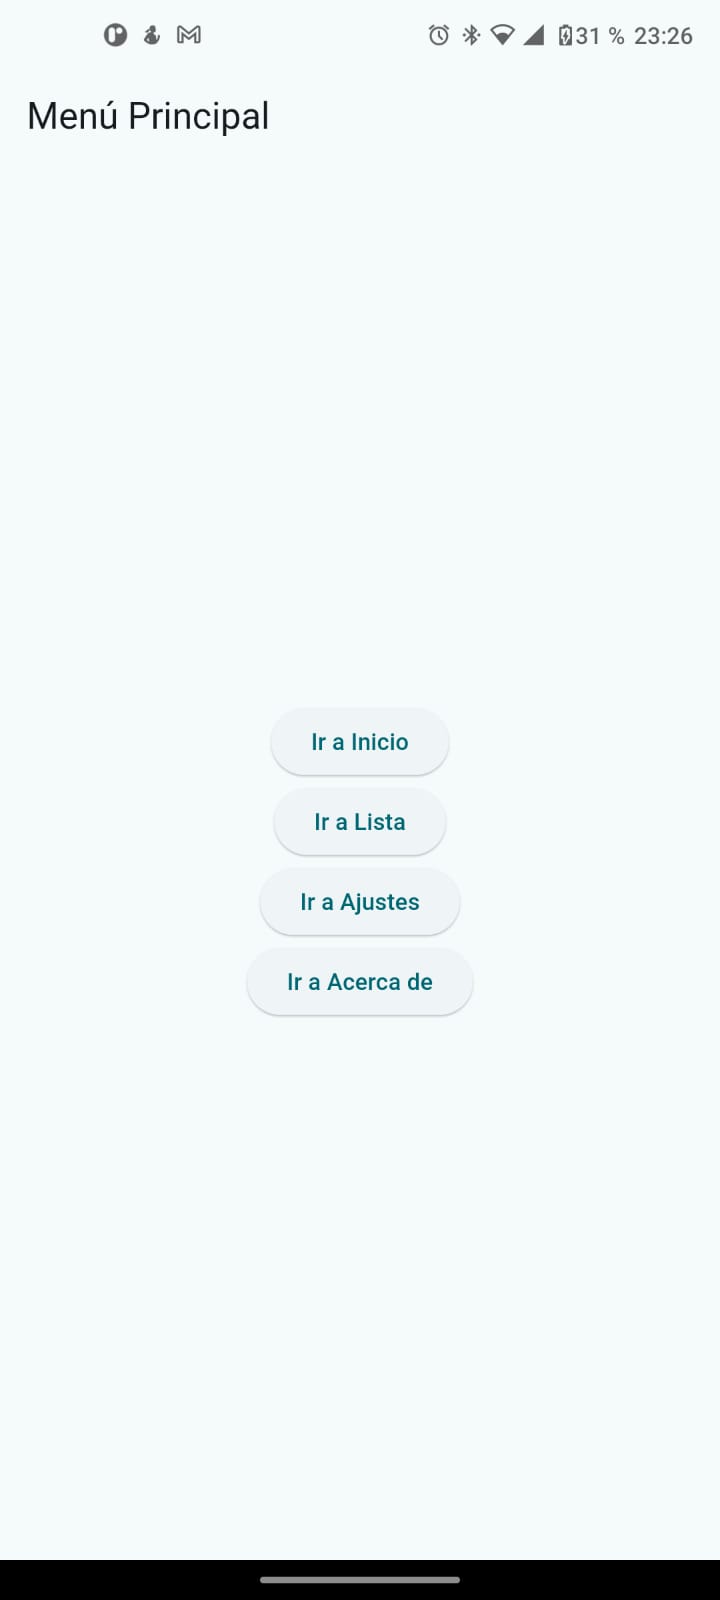 31 % 23:26
Menú Principal
Ir a Inicio
Ir a Lista
Ir a Ajustes
Ir a Acerca de